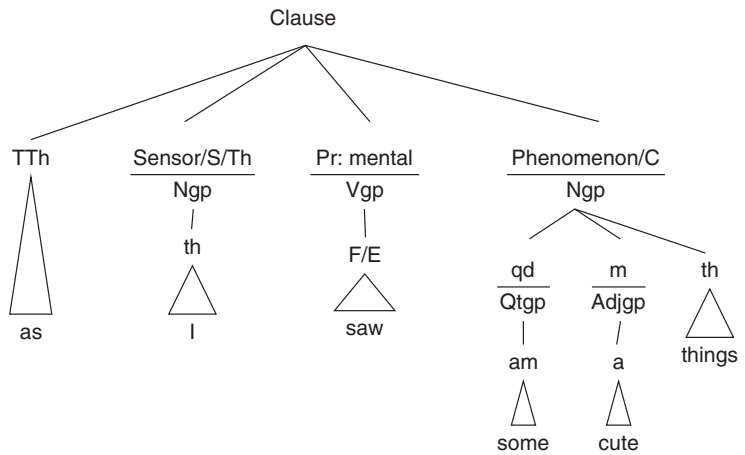 Clause
TTh Sensor/S/Th Pr: mental Phenomenon/C
Ngp Vgp Ngp
th F/E qd m th
Qtgp Adjgp
as I saw things
am a
some cute